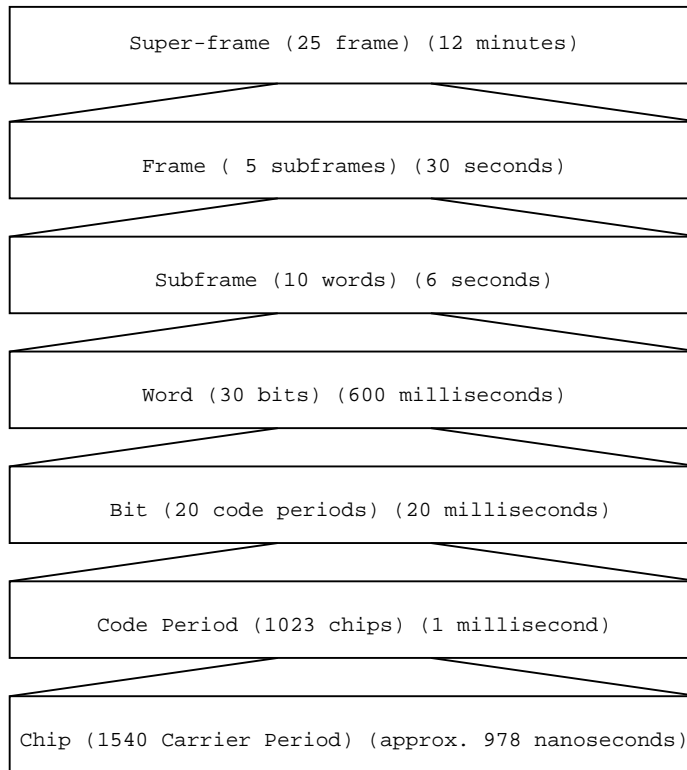 Super-frame (25 frame) (12 minutes)
Frame ( 5 subframes) (30 seconds)
Subframe (10 words) (6 seconds)
Word (30 bits) (600 milliseconds)
Bit (20 code periods) (20 milliseconds)
Code Period (1023 chips) (1 millisecond)
Chip (1540 Carrier Period) (approx. 978 nanoseconds)